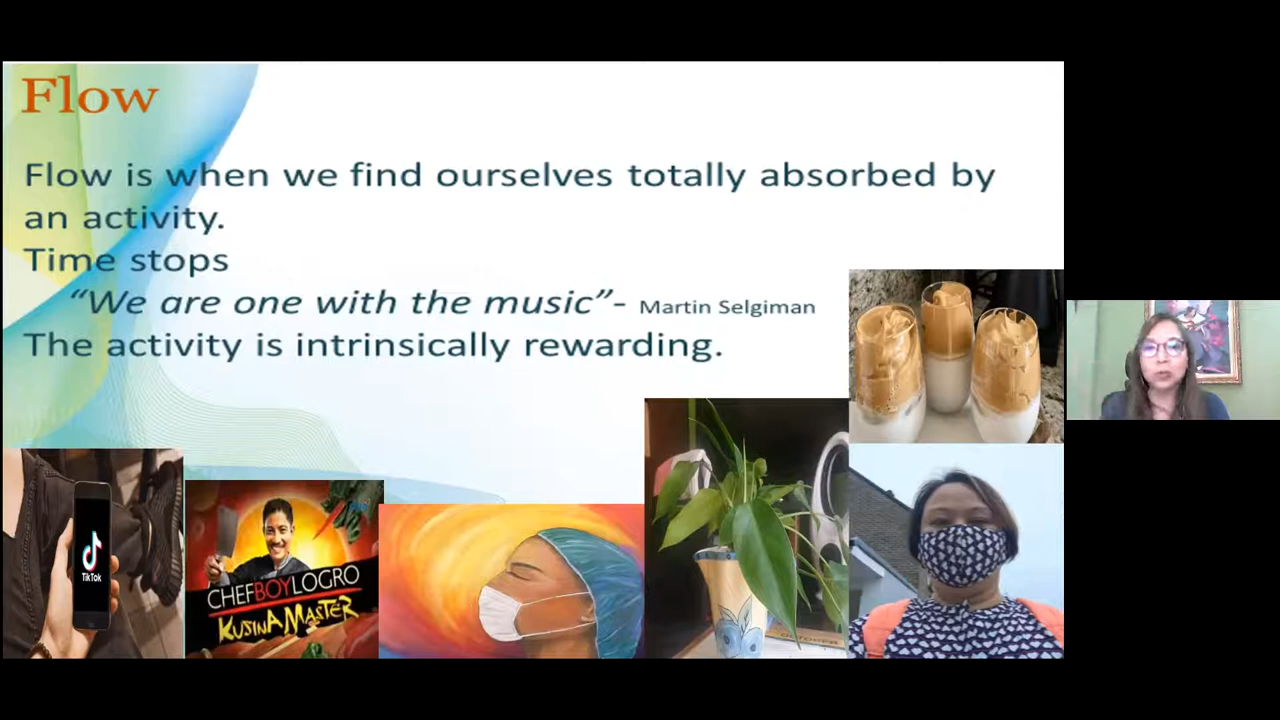 Flow
Flow is when we find ourselves totally absorbed by
an activity.
Time stops
“We are one with the music”- Martin Selgiman
The activity is intrinsically rewarding.
TikTok
CHEFBOYLOGRO
KUSINA MASTER
OCTOBER